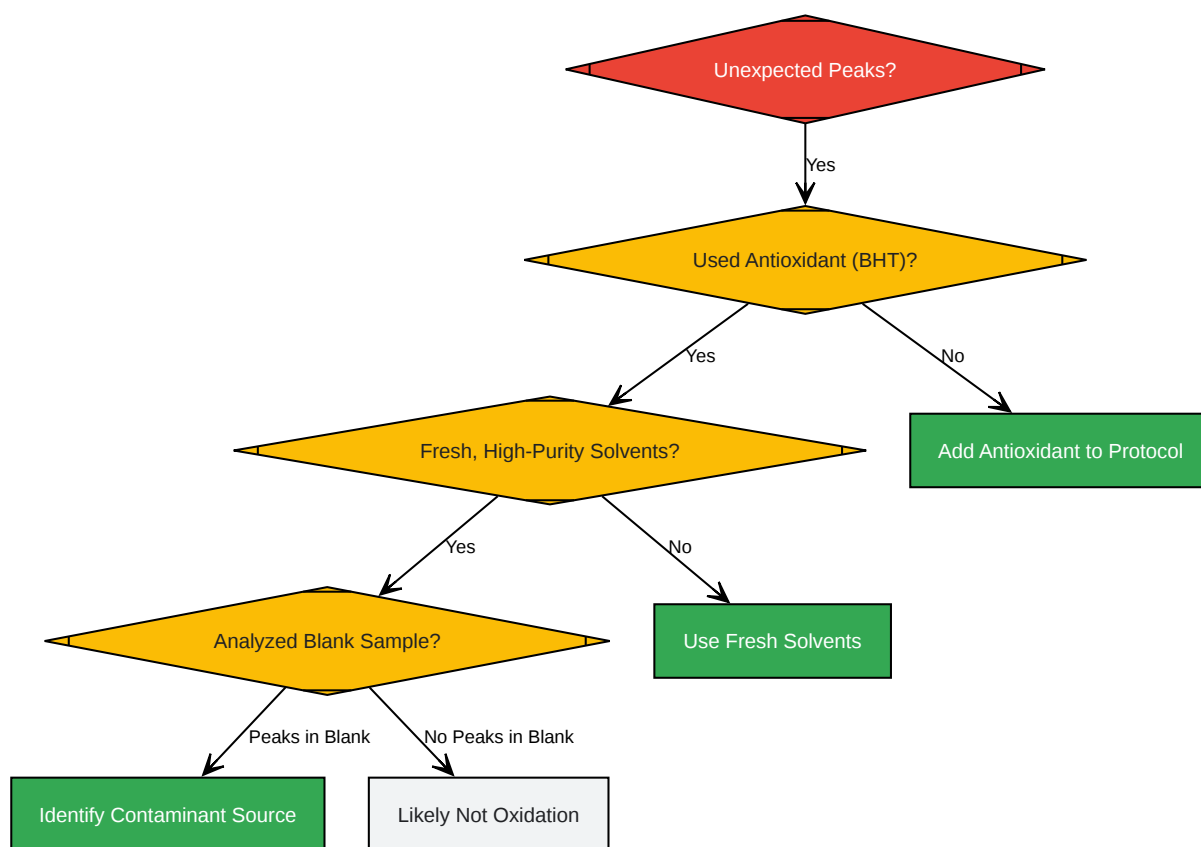 Unexpected Peaks?
Yes
Used Antioxidant (BHT)?
Yes
No
Fresh, High-Purity Solvents?
Add Antioxidant to Protocol
Yes
No
Analyzed Blank Sample?
Use Fresh Solvents
Peaks in Blank
No Peaks in Blank
Identify Contaminant Source
Likely Not Oxidation